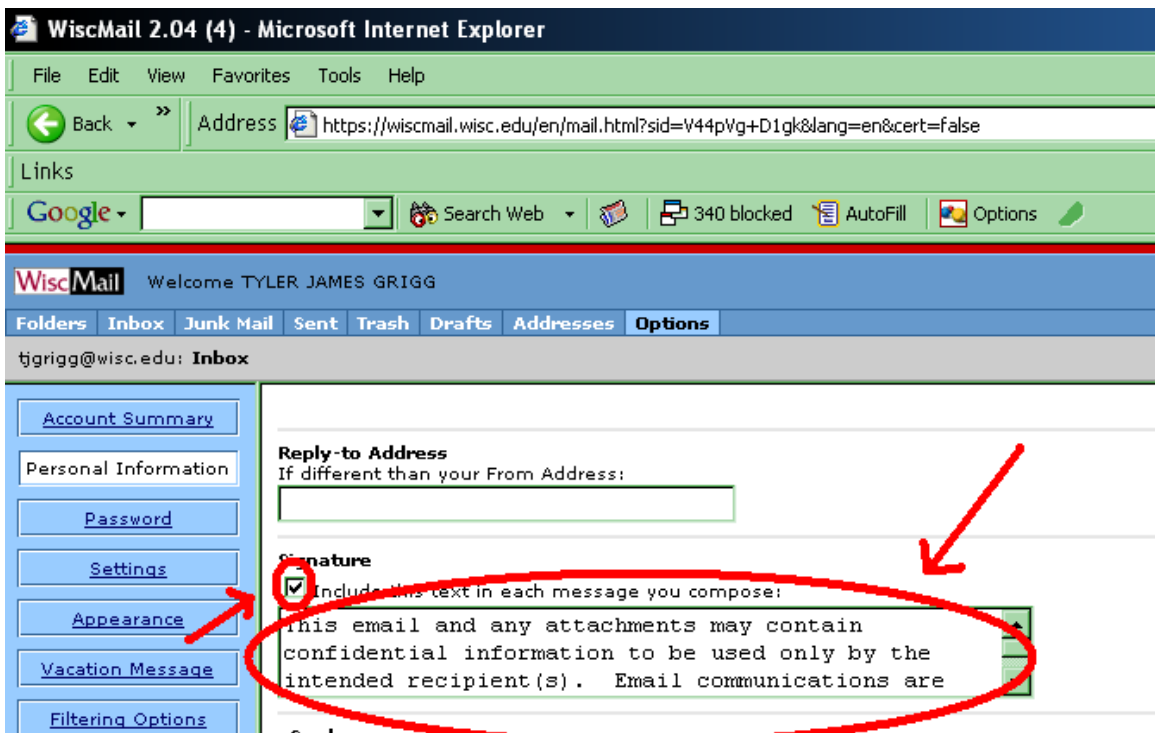 WiscMail 2.04 (4) - Microsoft Internet Explorer
File Edit View Favorites Tools Help
Back » Address https://wiscmail.wisc.edu/en/mail.html?sid=V44pVg+D1gk&lang=en&cert=false
Links
Google Search Web 340 blocked AutoFill Options
WiscMail Welcome TYLER JAMES GRIGG
Folders Inbox Junk Mail Sent Trash Drafts Addresses Options
tjgrigg@wisc.edu: Inbox
Account Summary
Personal Information
Password
Settings
Appearance
Vacation Message
Filtering Options
Reply-to Address
If different than your From Address:
Signature
Include this text in each message you compose:
This email and any attachments may contain
confidential information to be used only by the
intended recipient(s). Email communications are